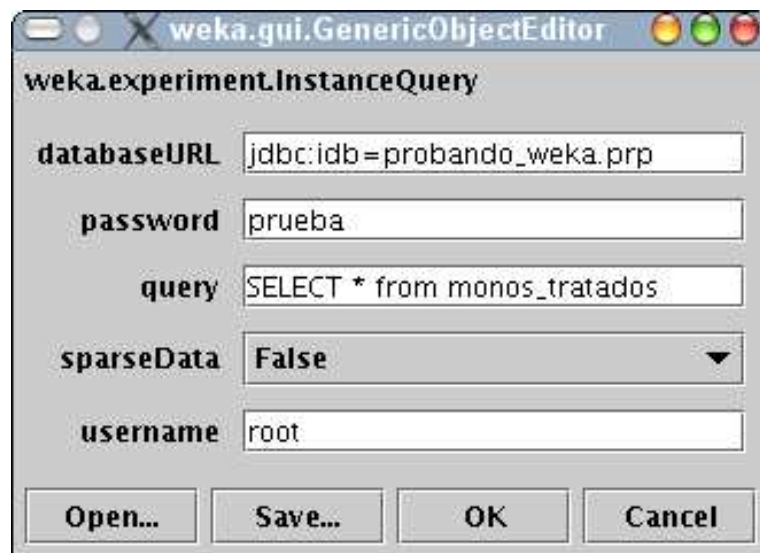 weka.gui.GenericObjectEditor
weka.experiment.InstanceQuery
databaseURL jdbc:idb=probando_weka.prp
password prueba
query SELECT * from monos_tratados
sparseData False
username root
Open... Save... OK Cancel